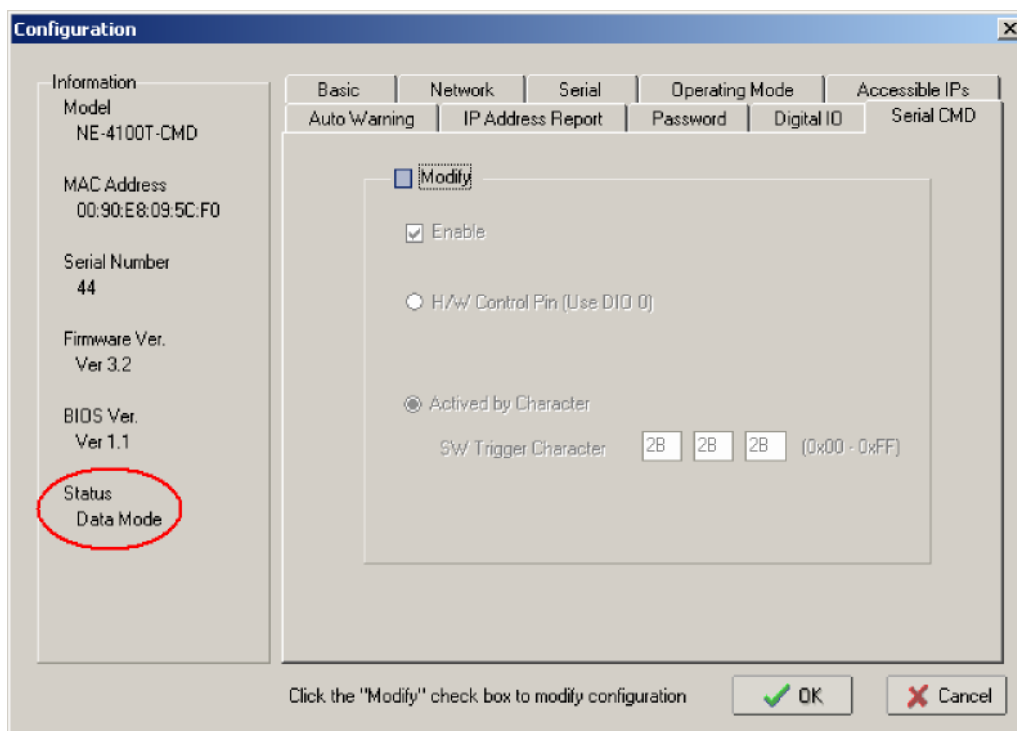 Configuration
Information
Model
NE-4100T-CMD
MAC Address
00:90:E8:09:5C:F0
Serial Number
44
Firmware Ver.
Ver 3.2
BIOS Ver.
Ver 1.1
Status
Data Mode
Basic Network Serial Operating Mode Accessible IPs
Auto Warning IP Address Report Password Digital IO Serial CMD
Modify
Enable
H/W Control Pin (Use DIO 0)
Actived by Character
SW Trigger Character 2B 2B 2B (0x00 - 0xFF)
Click the "Modify" check box to modify configuration OK Cancel